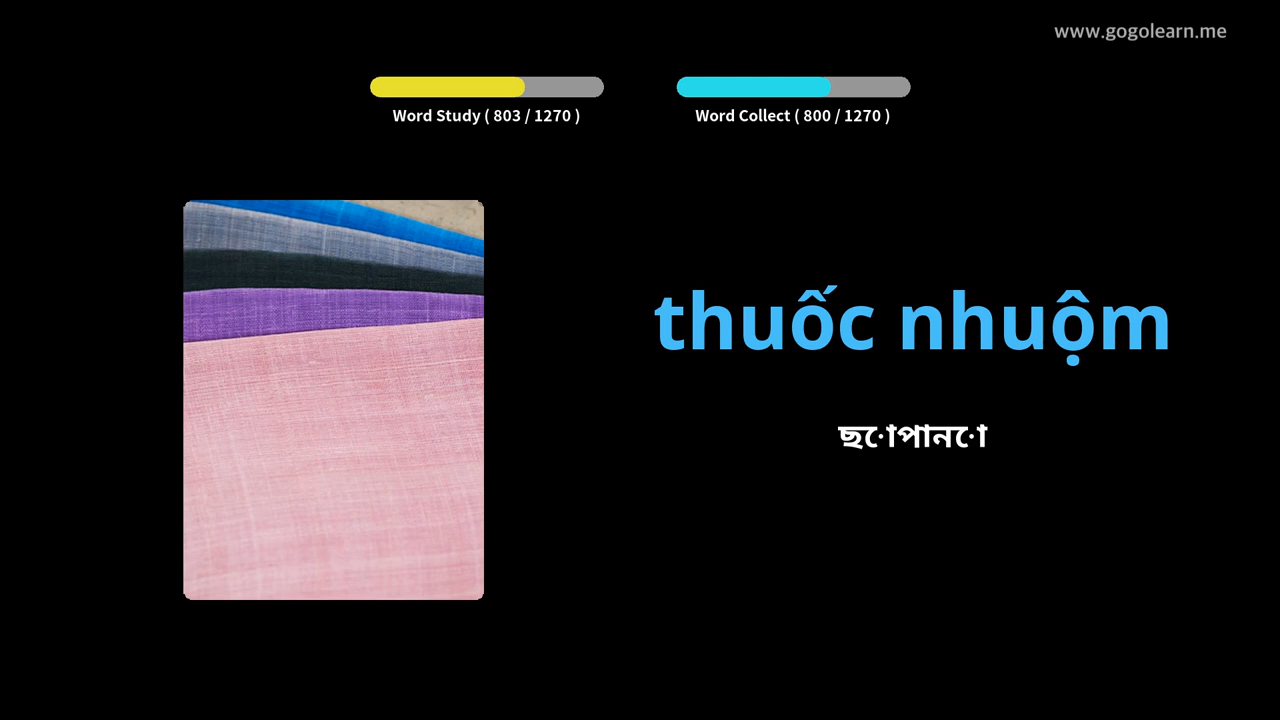 www.gogolearn.me
Word Study ( 803 / 1270 )
Word Collect ( 800 / 1270 )
thuốc nhuộm
ছোপানো